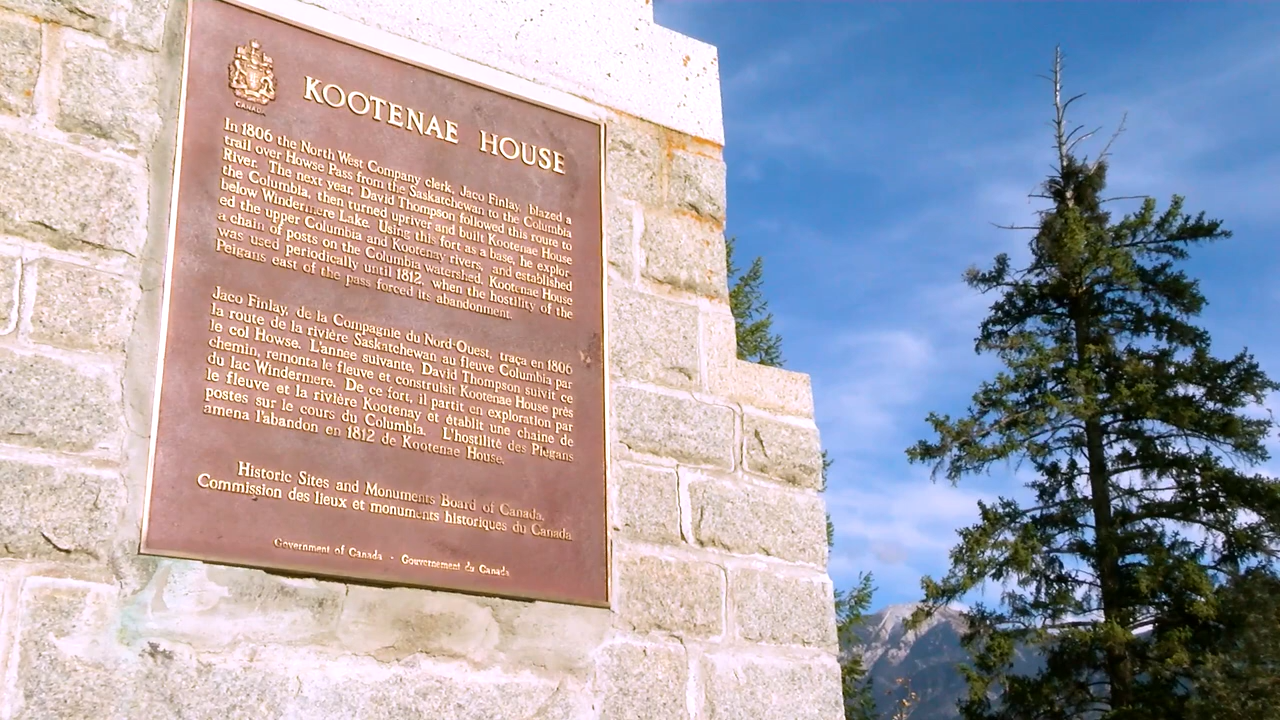 CANADA
KOOTENAE HOUSE
In 1806 the North West Company clerk, Jaco Finlay, blazed a
trail over Howse Pass from the Saskatchewan to the Columbia
River. The next year, David Thompson followed this route to
the Columbia, then turned upriver and built Kootenae House
below Windermere Lake. Using this fort as a base, he explor-
ed the upper Columbia and Kootenay rivers, and established
a chain of posts on the Columbia watershed. Kootenae House
was used periodically until 1812, when the hostility of the
Peigans east of the pass forced its abandonment.
Jaco Finlay, de la Compagnie du Nord-Ouest, traça en 1806
la route de la rivière Saskatchewan au fleuve Columbia par
le col Howse. L'année suivante, David Thompson suivit ce
chemin, remonta le fleuve et construisit Kootenae House près
du lac Windermere. De ce fort, il partit en exploration par
le fleuve et la rivière Kootenay et établit une chaîne de
postes sur le cours du Columbia. L'hostilité des Piegans
amena l'abandon en 1812 de Kootenae House.
Historic Sites and Monuments Board of Canada.
Commission des lieux et monuments historiques du Canada
Government of Canada - Gouvernement du Canada